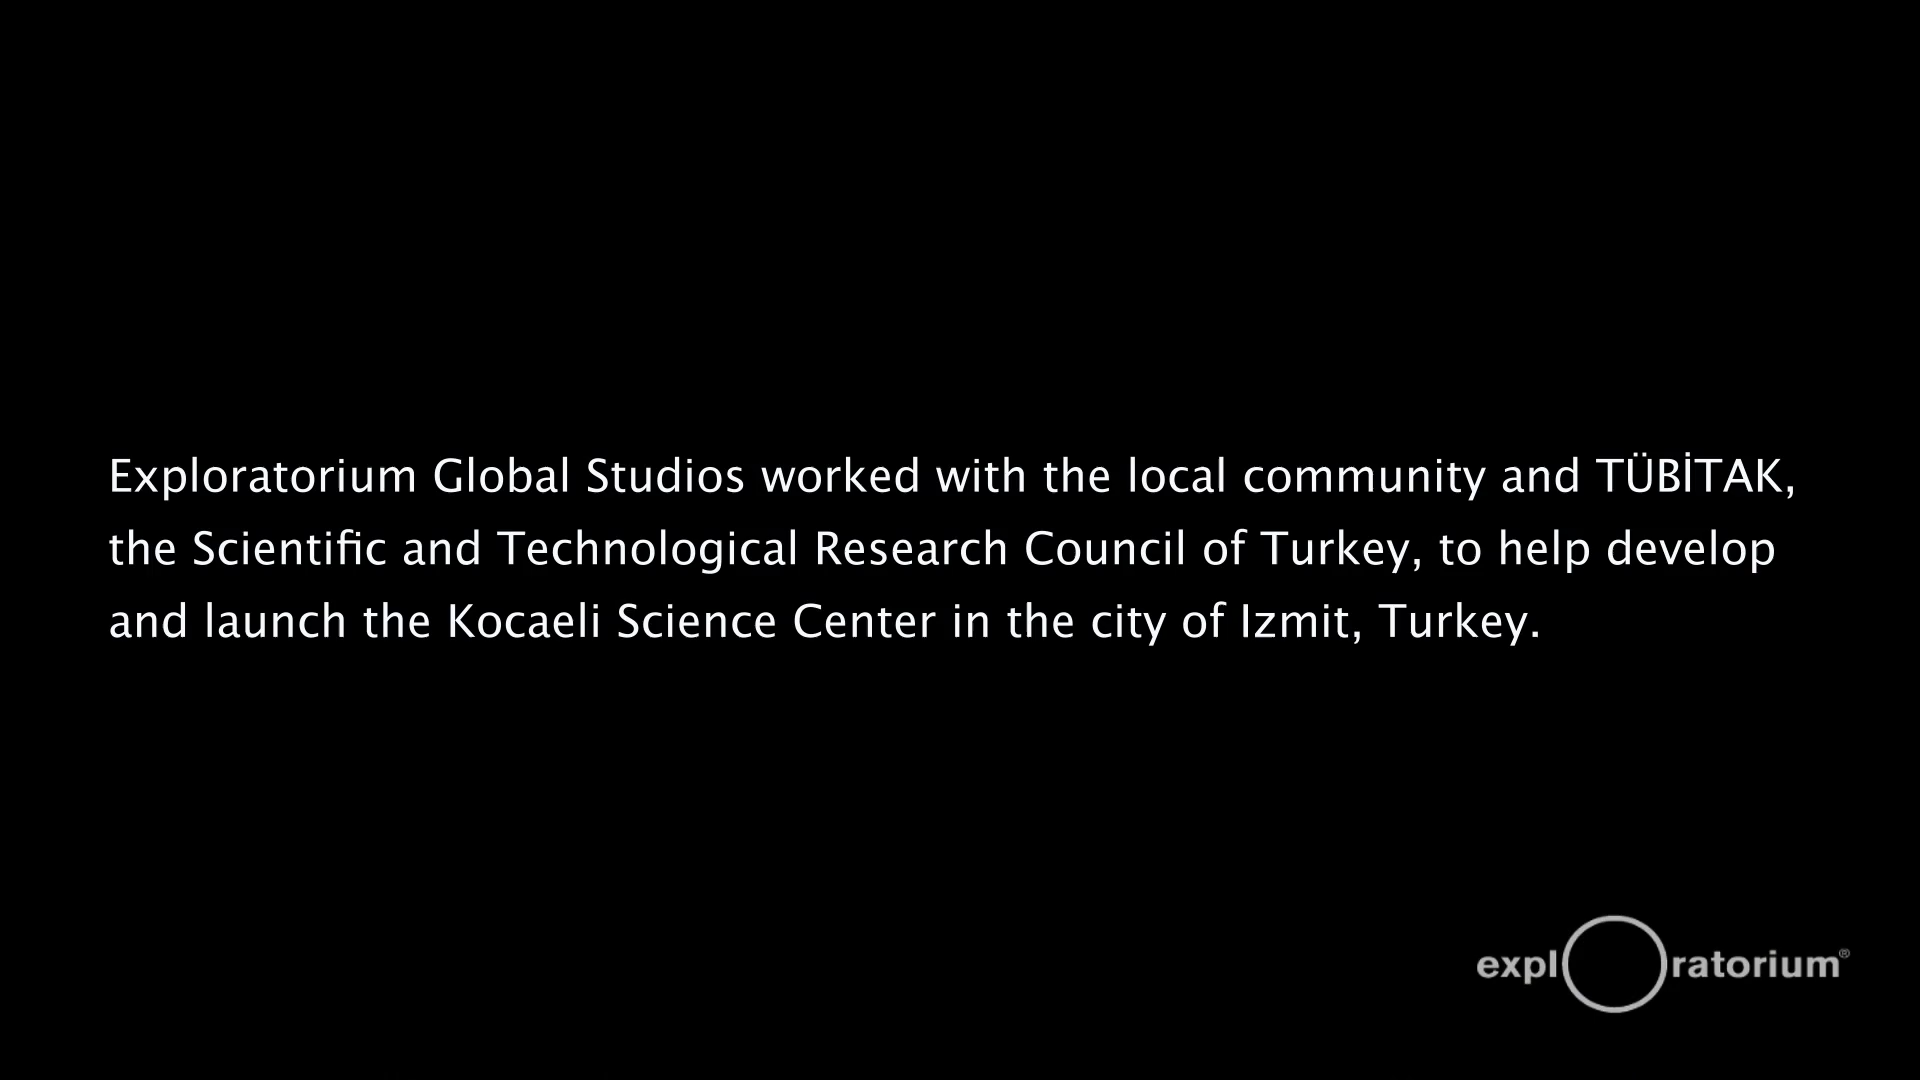 Exploratorium Global Studios worked with the local community and TÜBİTAK,
the Scientific and Technological Research Council of Turkey, to help develop
and launch the Kocaeli Science Center in the city of Izmit, Turkey.
explOratorium®